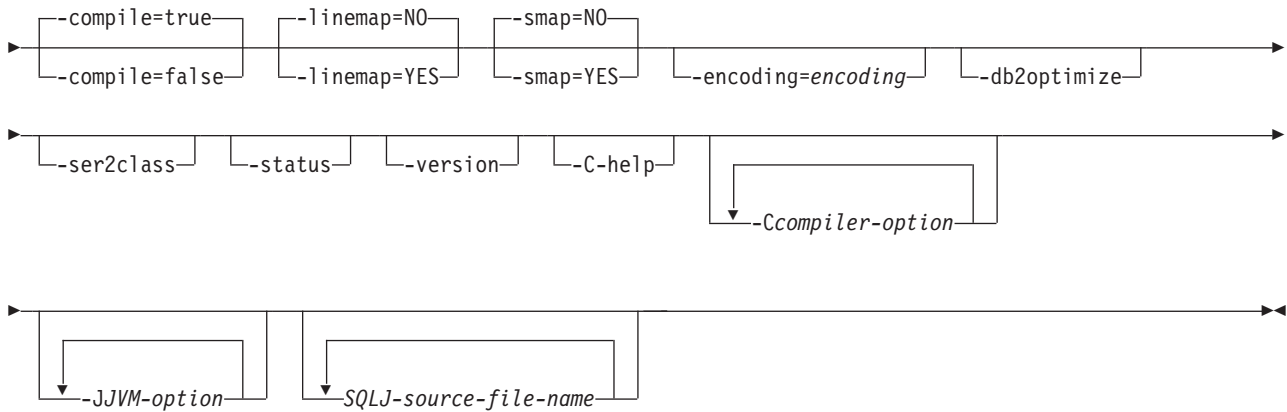 -compile=true -linemap=NO -smap=NO
-compile=false -linemap=YES -smap=YES -encoding=encoding -db2optimize
-ser2class -status -version -C-help
-Ccompiler-option
-JJVM-option SQLJ-source-file-name